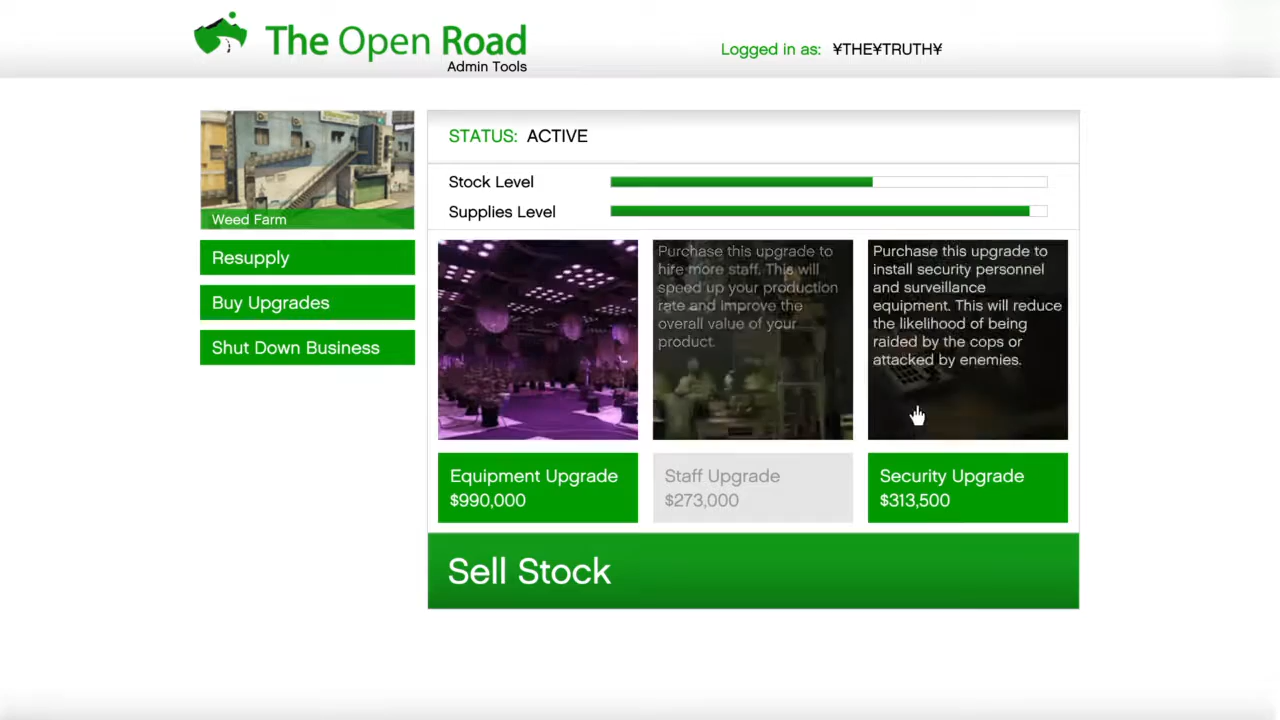 The Open Road
Admin Tools
Logged in as: ¥THE¥TRUTH¥
Weed Farm
Resupply
Buy Upgrades
Shut Down Business
STATUS: ACTIVE
Stock Level
Supplies Level
Purchase this upgrade to
hire more staff. This will
speed up your production
rate and improve the
overall value of your
product.
Purchase this upgrade to
install security personnel
and surveillance
equipment. This will reduce
the likelihood of being
raided by the cops or
attacked by enemies.
Equipment Upgrade
$990,000
Staff Upgrade
$273,000
Security Upgrade
$313,500
Sell Stock